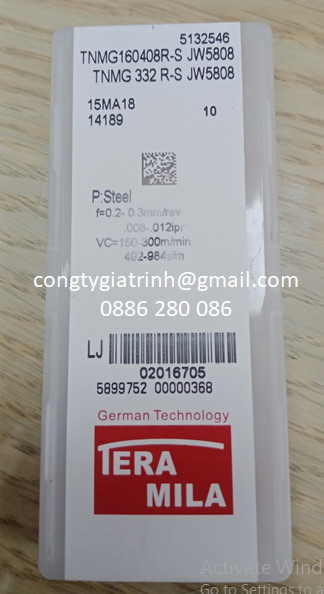 5132546
TNMG160408R-S JW5808
TNMG 332 R-S JW5808
15MA18
14189 10
P:Steel
f=0.2-0.3mm/rev
.008-.012ipr
VC=150-300m/min
492-984sfm
congtygiatrinh@gmail.com
0886 280 086
LJ
02016705
5899752 00000368
German Technology
TERA
MILA
Activate Wind
Go to Settings to a